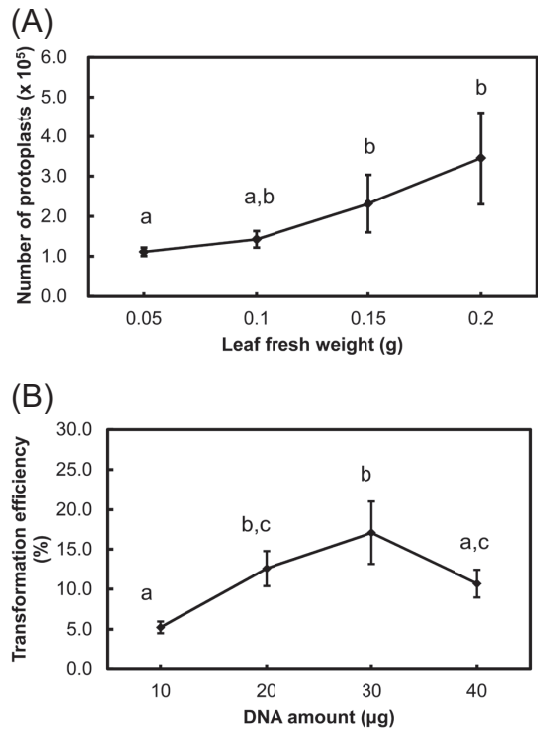 (A)
Number of protoplasts (x 10⁵)
6.0
5.0
4.0
3.0
2.0
1.0
0.0
a
a,b
b
b
0.05
0.1
0.15
0.2
Leaf fresh weight (g)
(B)
Transformation efficiency
(%)
30.0
25.0
20.0
15.0
10.0
5.0
0.0
a
b,c
b
a,c
10
20
30
40
DNA amount (µg)